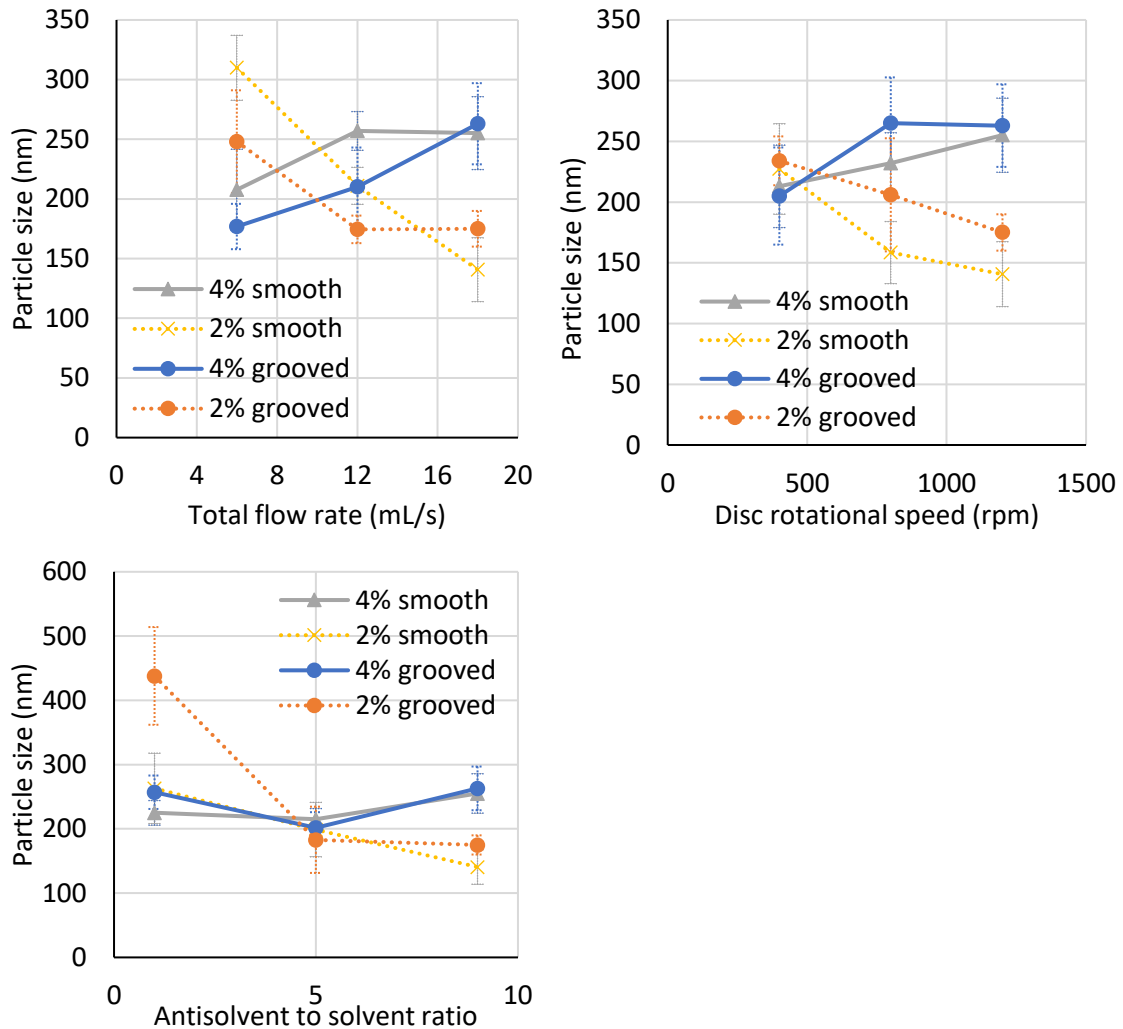 350
300
250
200
150
100
50
0
Particle size (nm)
4% smooth
2% smooth
4% grooved
2% grooved
0 4 8 12 16 20
Total flow rate (mL/s)
350
300
250
200
150
100
50
0
Particle size (nm)
4% smooth
2% smooth
4% grooved
2% grooved
0 500 1000 1500
Disc rotational speed (rpm)
600
500
400
300
200
100
0
Particle size (nm)
4% smooth
2% smooth
4% grooved
2% grooved
0 5 10
Antisolvent to solvent ratio